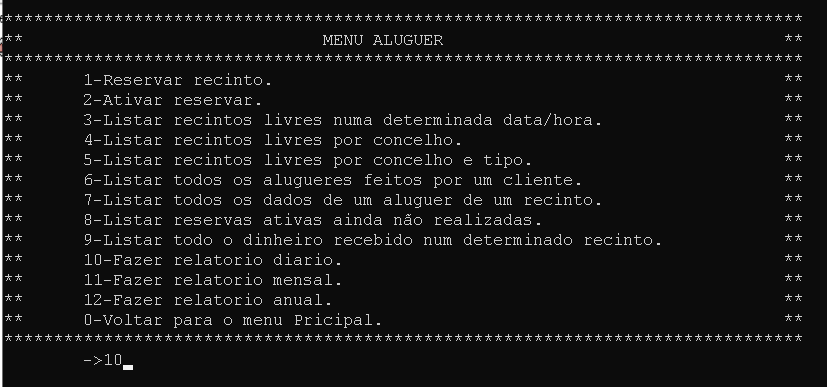 ********************************************************************************
** MENU ALUGUER **
********************************************************************************
** 1-Reservar recinto. **
** 2-Ativar reservar. **
** 3-Listar recintos livres numa determinada data/hora. **
** 4-Listar recintos livres por concelho. **
** 5-Listar recintos livres por concelho e tipo. **
** 6-Listar todos os alugueres feitos por um cliente. **
** 7-Listar todos os dados de um aluguer de um recinto. **
** 8-Listar reservas ativas ainda não realizadas. **
** 9-Listar todo o dinheiro recebido num determinado recinto. **
** 10-Fazer relatorio diario. **
** 11-Fazer relatorio mensal. **
** 12-Fazer relatorio anual. **
** 0-Voltar para o menu Pricipal. **
********************************************************************************
->10_